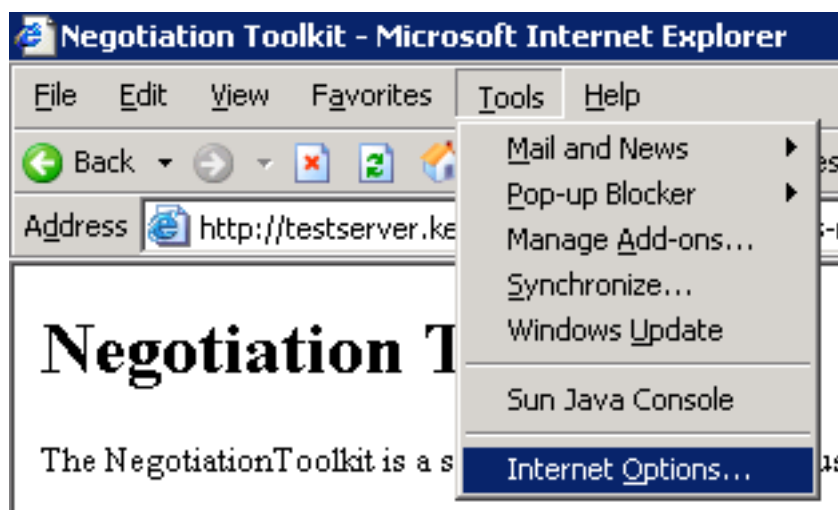 Negotiation Toolkit - Microsoft Internet Explorer
File Edit View Favorites Tools Help
Back
Address http://testserver.ke
Mail and News
Pop-up Blocker
Manage Add-ons...
Synchronize...
Windows Update
Sun Java Console
Internet Options...
Negotiation
The NegotiationToolkit is a s